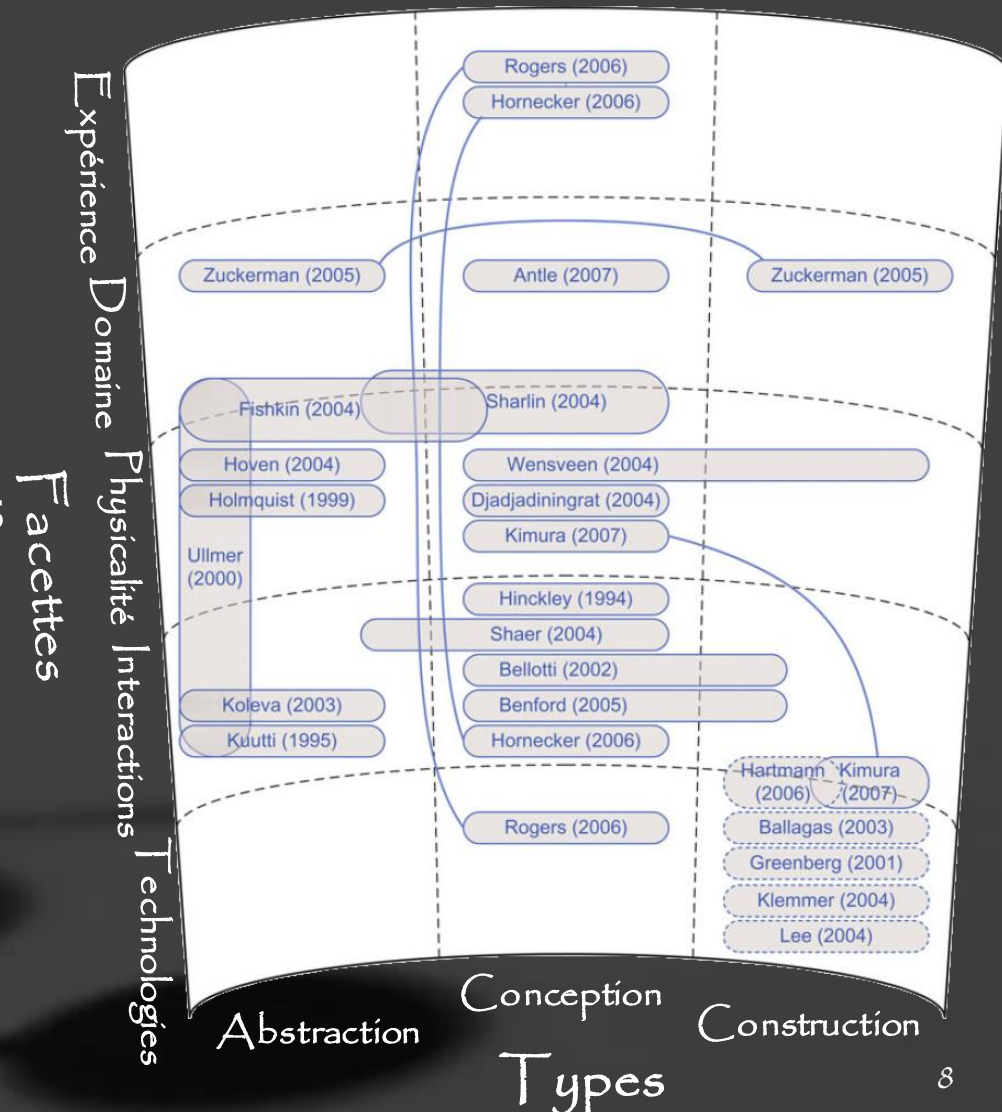 Rogers (2006)
Hornecker (2006)
Zuckerman (2005)
Antle (2007)
Zuckerman (2005)
Fishkin (2004)
Sharlin (2004)
Hoven (2004)
Wensveen (2004)
Holmquist (1999)
Djadjadiningrat (2004)
Kimura (2007)
Ullmer
(2000)
Hinckley (1994)
Shaer (2004)
Bellotti (2002)
Koleva (2003)
Benford (2005)
Kuutti (1995)
Hornecker (2006)
Hartmann
(2006)
Kimura
(2007)
Rogers (2006)
Ballagas (2003)
Greenberg (2001)
Klemmer (2004)
Lee (2004)
Expérience
Domaine
Physicalité
Interactions
Technologies
Facettes
Abstraction
Conception
Construction
Types
8